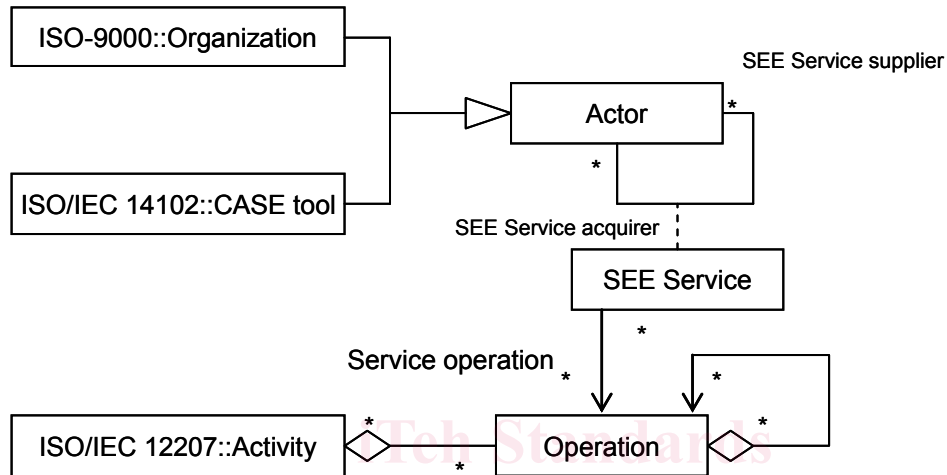 ISO-9000::Organization
SEE Service supplier
Actor
*
*
ISO/IEC 14102::CASE tool
SEE Service acquirer
SEE Service
*
Service operation
*
*
*
*
ISO/IEC 12207::Activity
Operation
*
iTeh Standards